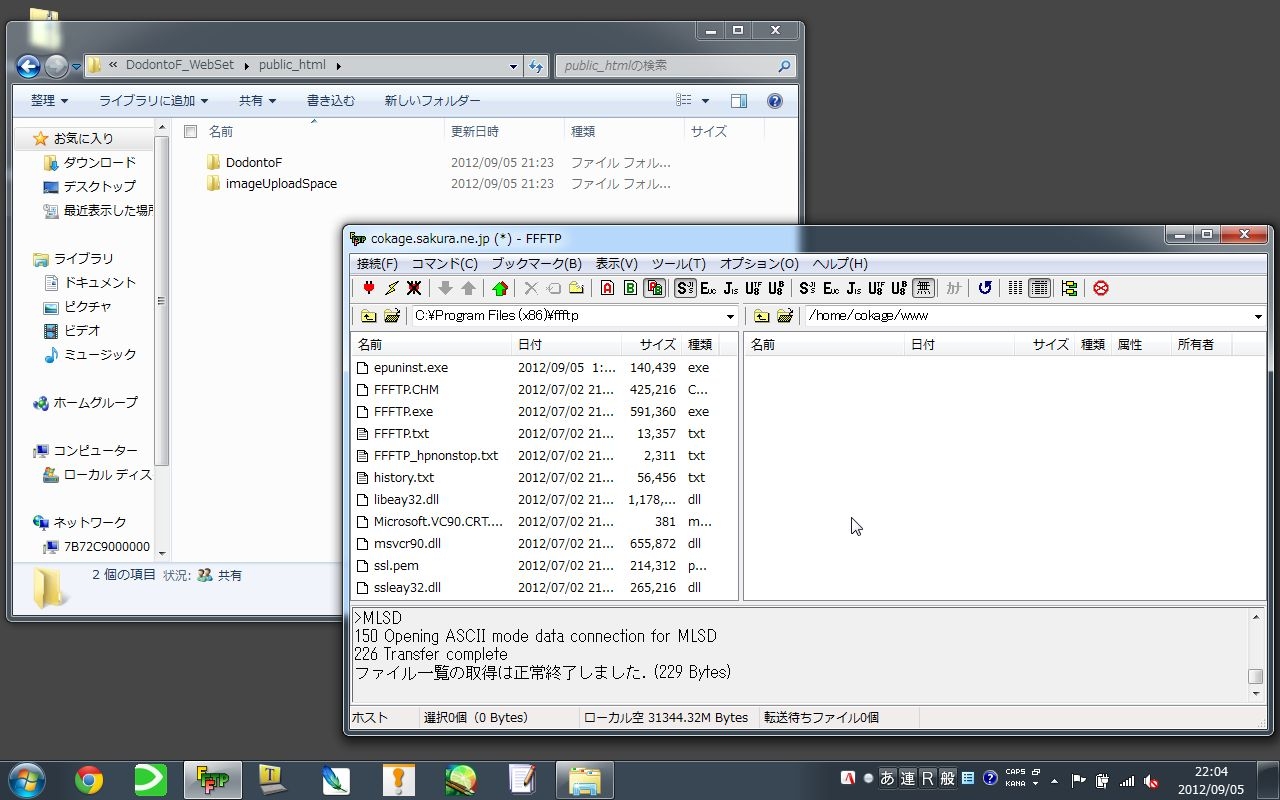 « DodontoF_WebSet ▸ public_html ▸
public_htmlの検索
整理 ライブラリに追加 共有 書き込む 新しいフォルダー
お気に入り
ダウンロード
デスクトップ
最近表示した場所
ライブラリ
ドキュメント
ピクチャ
ビデオ
ミュージック
ホームグループ
コンピューター
ローカル ディス
ネットワーク
7B72C9000000
名前 更新日時 種類 サイズ
DodontoF 2012/09/05 21:23 ファイル フォル...
imageUploadSpace 2012/09/05 21:23 ファイル フォル...
2 個の項目 状況: 共有
cokage.sakura.ne.jp (*) - FFFTP
接続(F) コマンド(C) ブックマーク(B) 表示(V) ツール(T) オプション(O) ヘルプ(H)
A B Euc Jis Euc Jis 無 カナ
C:¥Program Files (x86)¥ffftp
/home/cokage/www
名前 日付 サイズ 種類
epuninst.exe 2012/09/05 1:... 140,439 exe
FFFTP.CHM 2012/07/02 21... 425,216 C...
FFFTP.exe 2012/07/02 21... 591,360 exe
FFFTP.txt 2012/07/02 21... 13,357 txt
FFFTP_hpnonstop.txt 2012/07/02 21... 2,311 txt
history.txt 2012/07/02 21... 56,456 txt
libeay32.dll 2012/07/02 21... 1,178,... dll
Microsoft.VC90.CRT.... 2012/07/02 21... 381 m...
msvcr90.dll 2012/07/02 21... 655,872 dll
ssl.pem 2012/07/02 21... 214,312 p...
ssleay32.dll 2012/07/02 21... 265,216 dll
名前 日付 サイズ 種類 属性 所有者
>MLSD
150 Opening ASCII mode data connection for MLSD
226 Transfer complete
ファイル一覧の取得は正常終了しました. (229 Bytes)
ホスト 選択0個 (0 Bytes) ローカル空 31344.32M Bytes 転送待ちファイル0個
FFFTP
T
A あ 連 R 般
CAPS
KANA
22:04
2012/09/05